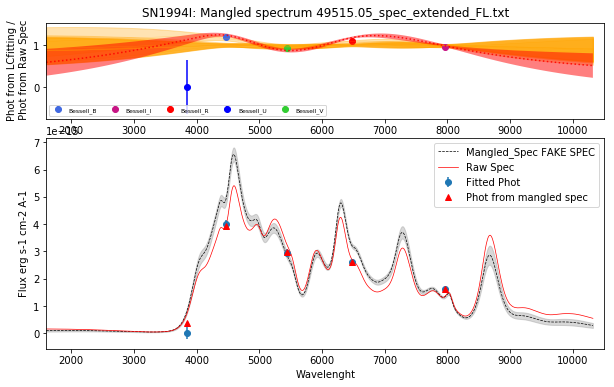 SN1994I: Mangled spectrum 49515.05_spec_extended_FL.txt
Phot from LCfitting /
Phot from Raw Spec
1
0
Bessell_B
Bessell_I
Bessell_R
Bessell_U
Bessell_V
2000 3000 4000 5000 6000 7000 8000 9000 10000
Flux erg s-1 cm-2 A-1
7
6
5
4
3
2
1
0
Mangled_Spec FAKE SPEC
Raw Spec
Fitted Phot
Phot from mangled spec
2000 3000 4000 5000 6000 7000 8000 9000 10000
Wavelenght